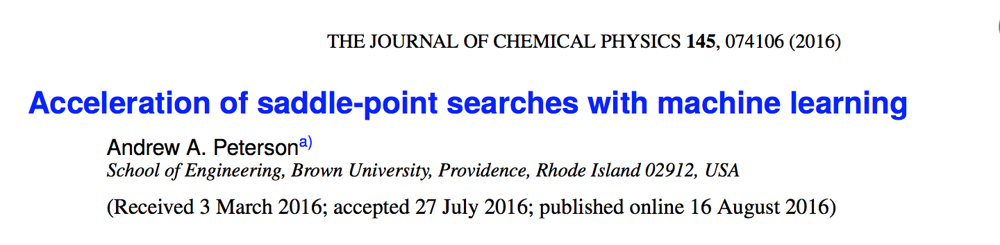 THE JOURNAL OF CHEMICAL PHYSICS 145, 074106 (2016)
Acceleration of saddle-point searches with machine learning
Andrew A. Peterson a)
School of Engineering, Brown University, Providence, Rhode Island 02912, USA
(Received 3 March 2016; accepted 27 July 2016; published online 16 August 2016)